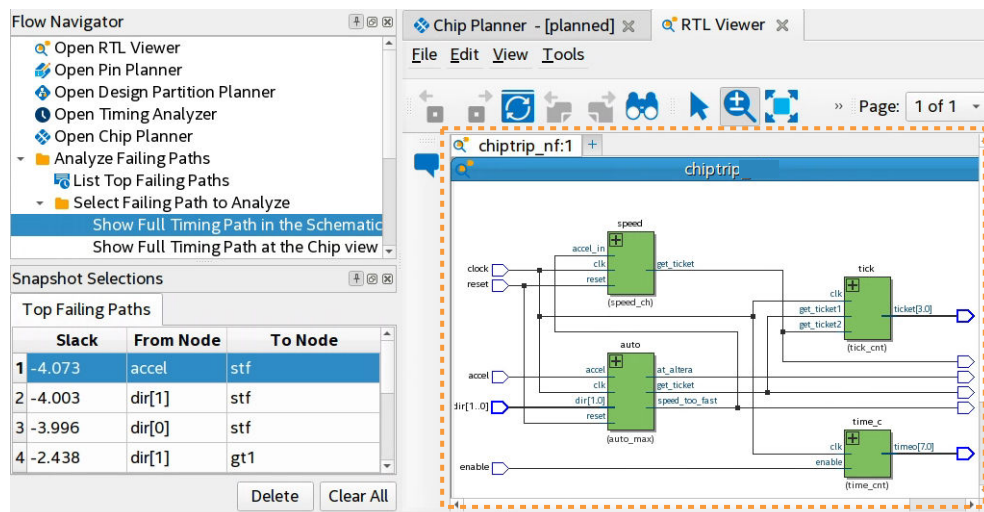 Flow Navigator
Open RTL Viewer
Open Pin Planner
Open Design Partition Planner
Open Timing Analyzer
Open Chip Planner
Analyze Failing Paths
List Top Failing Paths
Select Failing Path to Analyze
Show Full Timing Path in the Schematic
Show Full Timing Path at the Chip view
Snapshot Selections
Top Failing Paths
Slack From Node To Node
1 -4.073 accel stf
2 -4.003 dir[1] stf
3 -3.996 dir[0] stf
4 -2.438 dir[1] gt1
Delete Clear All
Chip Planner - [planned] RTL Viewer
File Edit View Tools
» Page: 1 of 1
chiptrip_nf:1 +
chiptrip_
speed
accel_in
clock clk get_ticket
reset reset
(speed_ch)
tick
clk
get_ticket1 ticket[3.0]
get_ticket2
(tick_cnt)
auto
accel accel at_altera
clk get_ticket
dir[1..0] dir[1.0] speed_too_fast
reset
(auto_max)
time_c
clk timeo[7.0]
enable enable
(time_cnt)